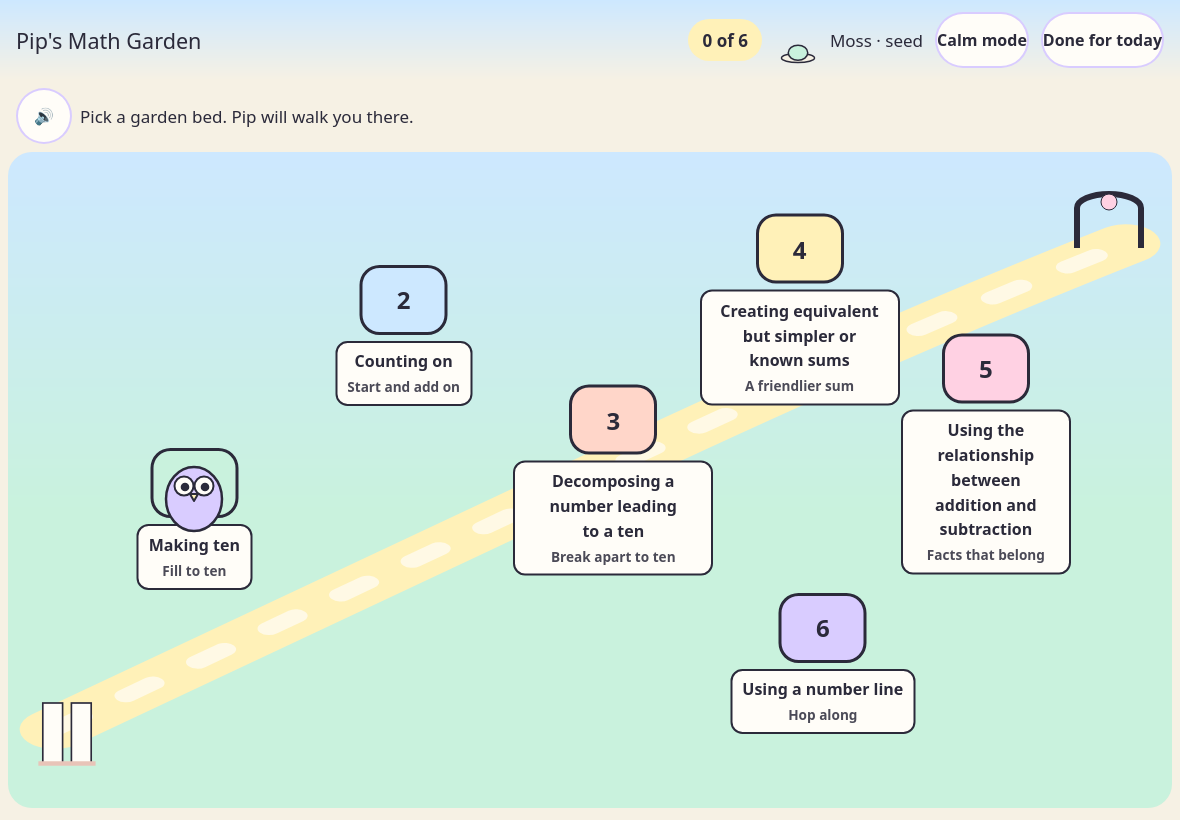 Pip's Math Garden
0 of 6
Moss · seed
Calm mode
Done for today
Pick a garden bed. Pip will walk you there.
2
Counting on
Start and add on
4
Creating equivalent
but simpler or
known sums
A friendlier sum
3
Decomposing a
number leading
to a ten
Break apart to ten
5
Using the
relationship
between
addition and
subtraction
Facts that belong
Making ten
Fill to ten
6
Using a number line
Hop along